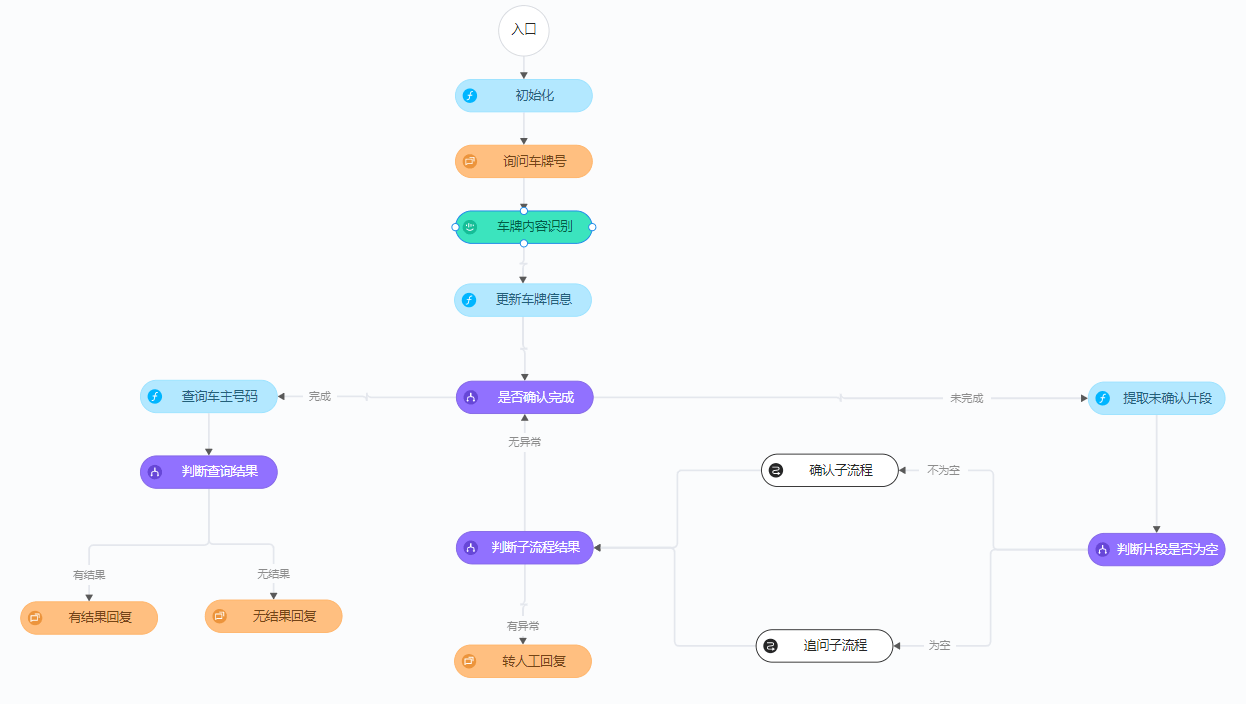 入口
初始化
询问车牌号
车牌内容识别
更新车牌信息
查询车主号码
完成
是否确认完成
未完成
提取未确认片段
无异常
判断查询结果
确认子流程
不为空
判断子流程结果
判断片段是否为空
有结果
无结果
有结果回复
无结果回复
有异常
追问子流程
为空
转人工回复